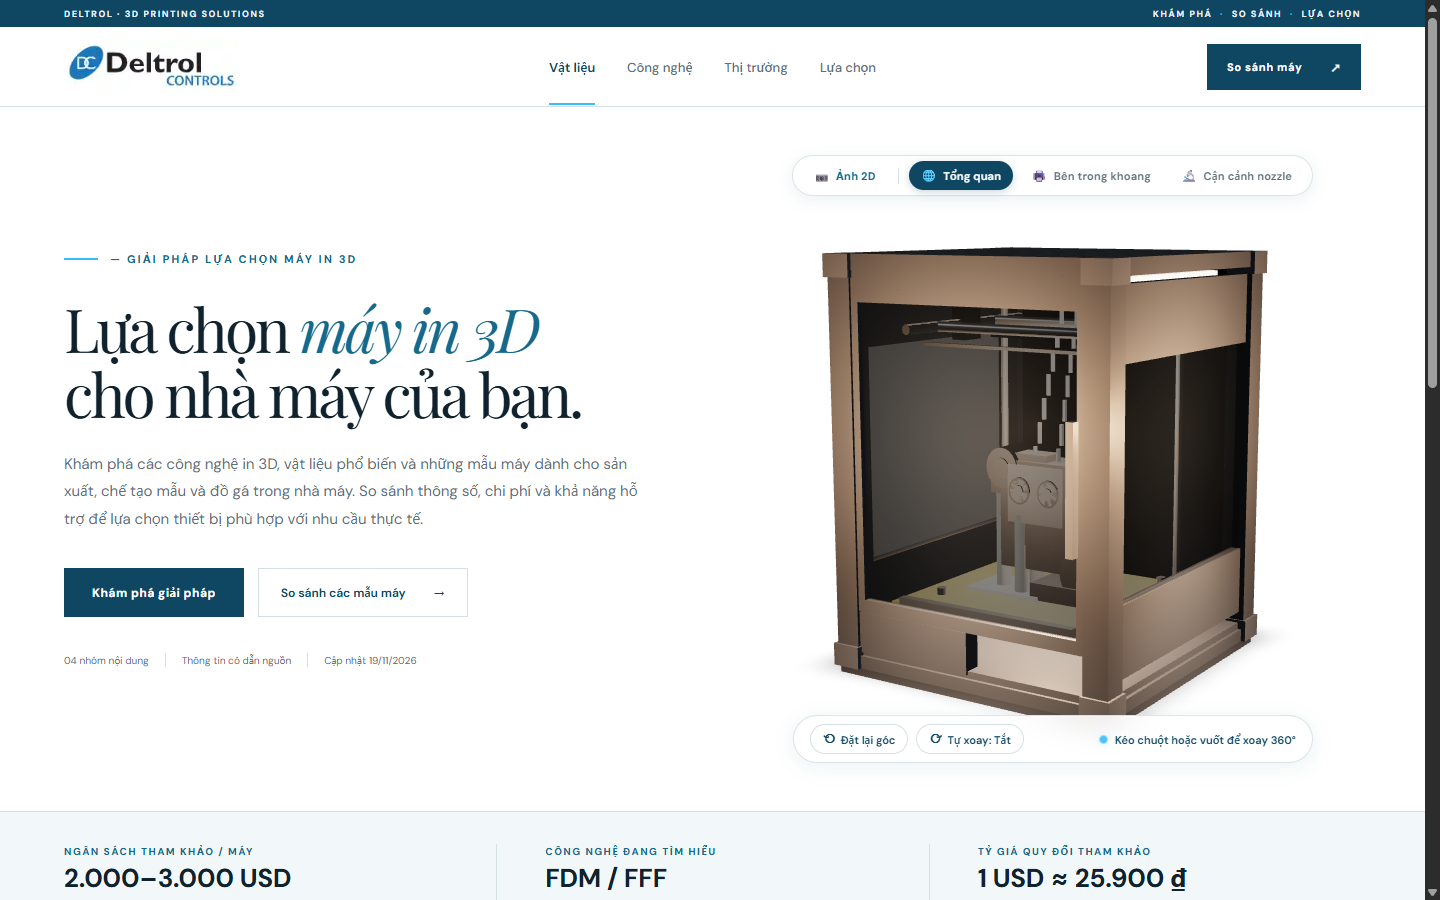 DELTROL · 3D PRINTING SOLUTIONS
KHÁM PHÁ · SO SÁNH · LỰA CHỌN
DC Deltrol
CONTROLS
Vật liệu
Công nghệ
Thị trường
Lựa chọn
So sánh máy ↗
Ảnh 2D
Tổng quan
Bên trong khoang
Cận cảnh nozzle
— GIẢI PHÁP LỰA CHỌN MÁY IN 3D
Lựa chọn máy in 3D
cho nhà máy của bạn.
Khám phá các công nghệ in 3D, vật liệu phổ biến và những mẫu máy dành cho sản
xuất, chế tạo mẫu và đồ gá trong nhà máy. So sánh thông số, chi phí và khả năng hỗ
trợ để lựa chọn thiết bị phù hợp với nhu cầu thực tế.
Khám phá giải pháp
So sánh các mẫu máy →
04 nhóm nội dung
Thông tin có dẫn nguồn
Cập nhật 19/11/2026
Đặt lại góc
Tự xoay: Tắt
Kéo chuột hoặc vuốt để xoay 360°
NGÂN SÁCH THAM KHẢO / MÁY
2.000–3.000 USD
CÔNG NGHỆ ĐANG TÌM HIỂU
FDM / FFF
TỶ GIÁ QUY ĐỔI THAM KHẢO
1 USD ≈ 25.900 ₫